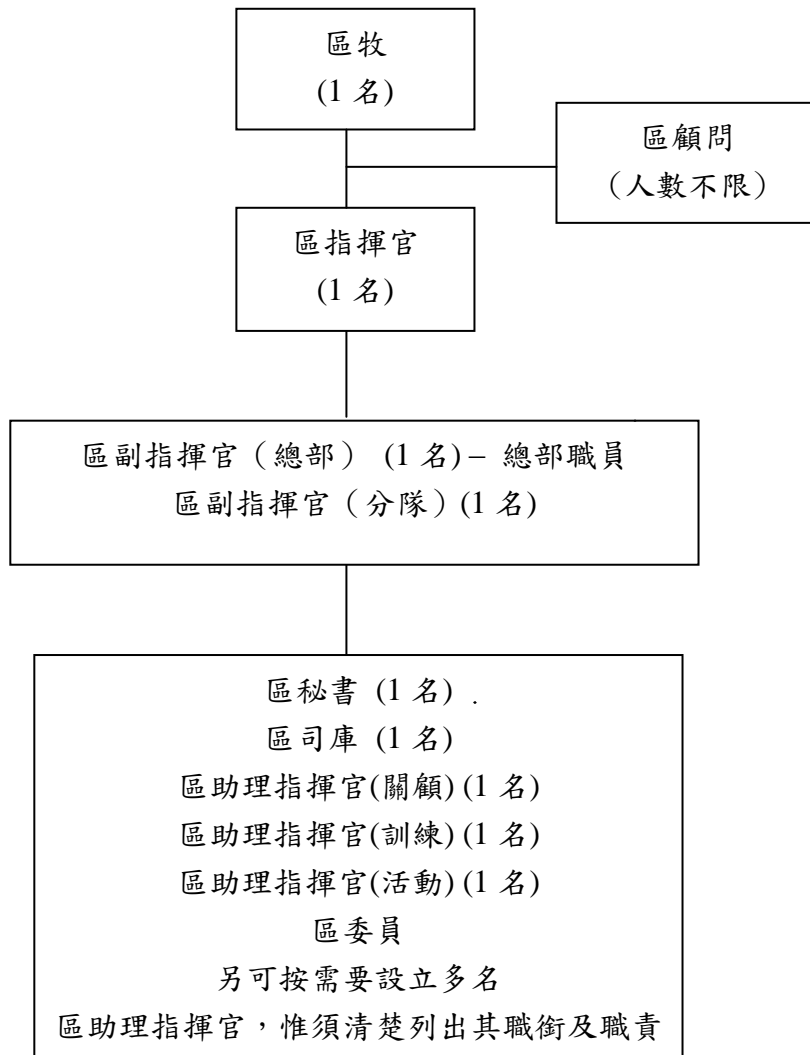 區牧
(1 名)
區顧問
（人數不限）
區指揮官
(1 名)
區副指揮官（總部） (1 名) – 總部職員
區副指揮官（分隊）(1 名)
區秘書 (1 名) .
區司庫 (1 名)
區助理指揮官(關顧) (1 名)
區助理指揮官(訓練) (1 名)
區助理指揮官(活動) (1 名)
區委員
另可按需要設立多名
區助理指揮官，惟須清楚列出其職銜及職責